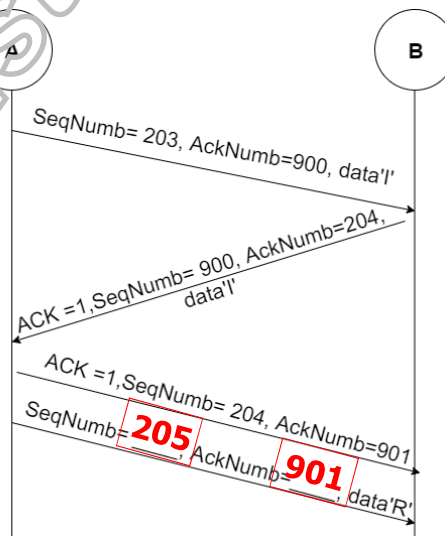 A
B
SeqNumb= 203, AckNum=900, data'I'
ACK =1,SeqNumb= 900, AckNumb=204,
data'I'
ACK =1,SeqNumb= 204, AckNumb=901
SeqNumb=205, AckNumb=901, data'R'